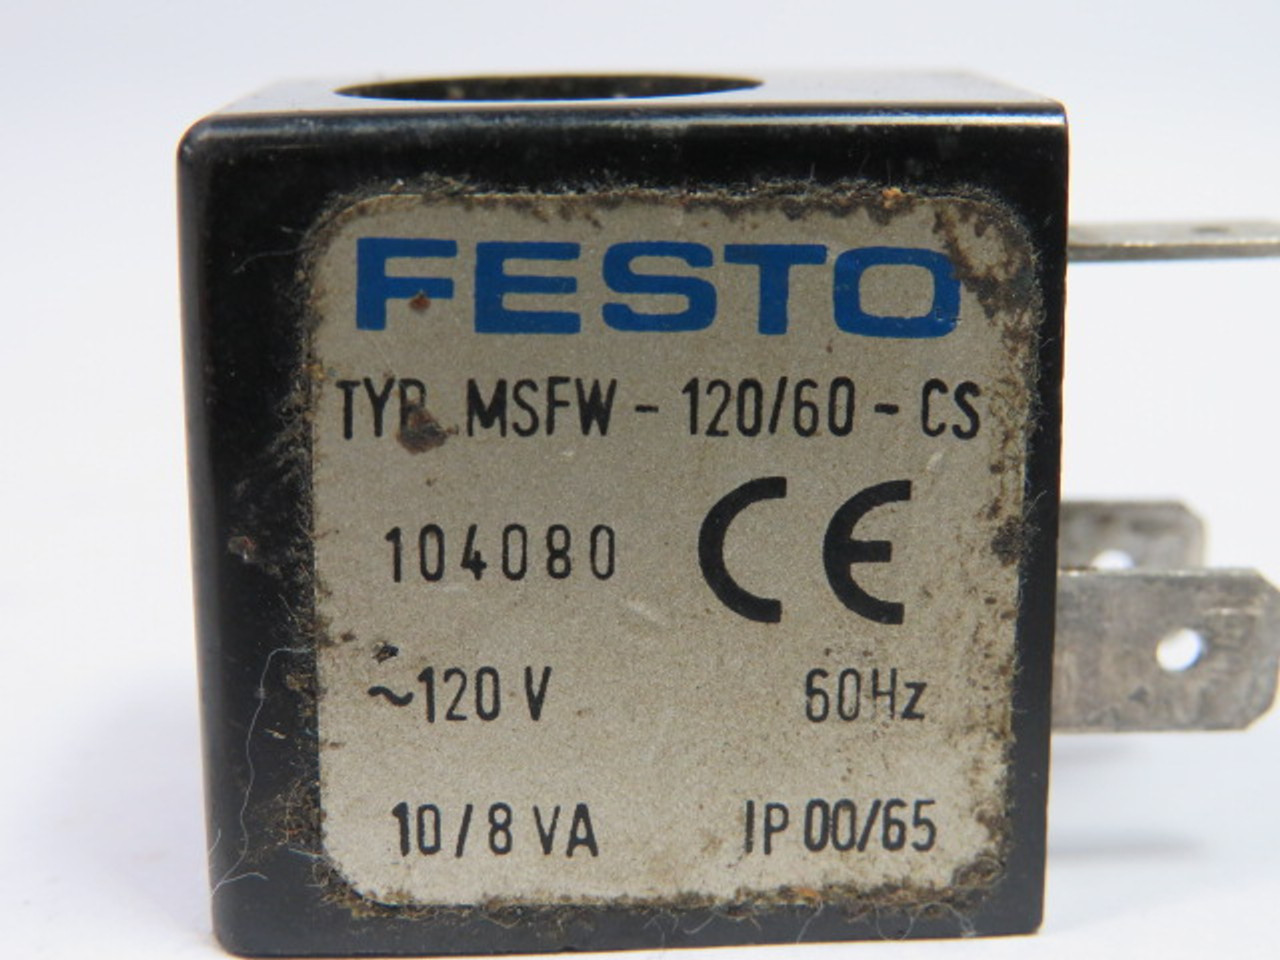 FESTO
TYP. MSFW - 120/60 - CS
104080 CE
~120 V 60Hz
10/8 VA IP 00/65